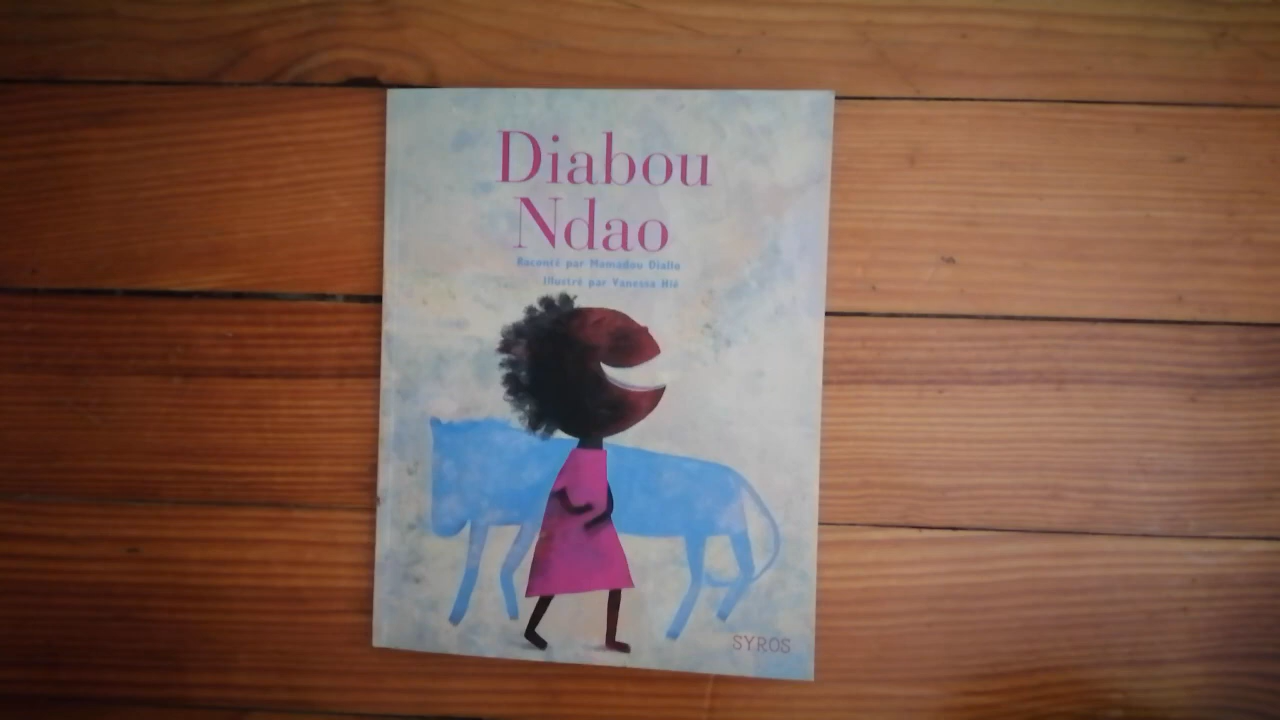 Diabou
Ndao
Raconté par Mamadou Diallo
Illustré par Vanessa Hié
SYROS